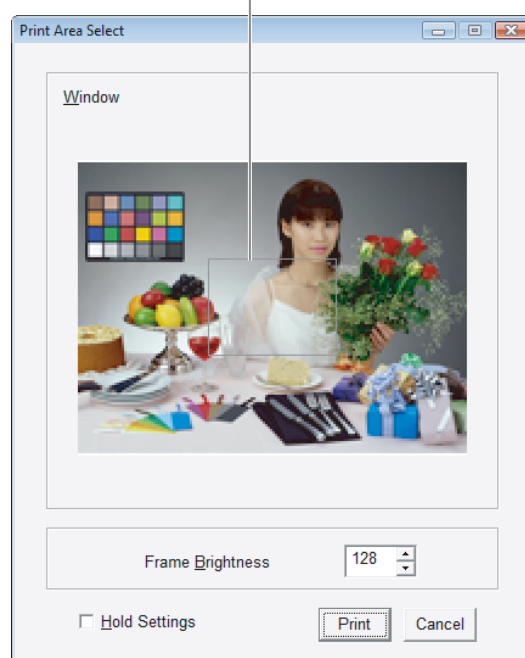 Print Area Select
Window
Frame Brightness
128
Hold Settings
Print
Cancel